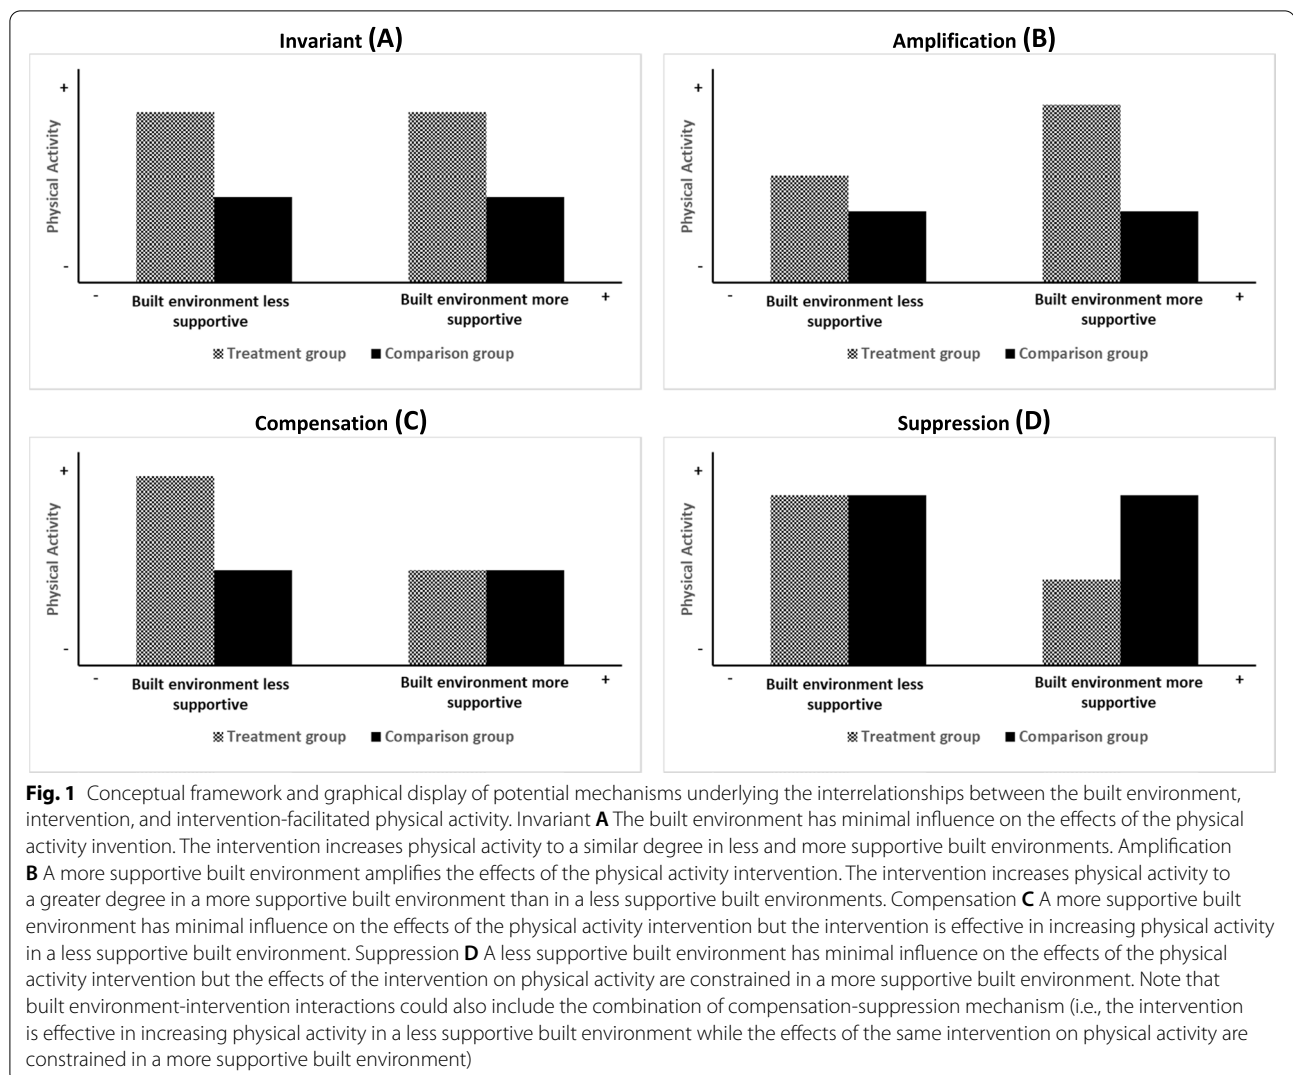 Invariant (A)
+
Physical Activity
-
-
Built environment less
supportive
Built environment more
supportive
+
Treatment group
Comparison group
Amplification (B)
+
Physical Activity
-
-
Built environment less
supportive
Built environment more
supportive
+
Treatment group
Comparison group
Compensation (C)
+
Physical Activity
-
-
Built environment less
supportive
Built environment more
supportive
+
Treatment group
Comparison group
Suppression (D)
+
Physical Activity
-
-
Built environment less
supportive
Built environment more
supportive
+
Treatment group
Comparison group
Fig. 1 Conceptual framework and graphical display of potential mechanisms underlying the interrelationships between the built environment,
intervention, and intervention-facilitated physical activity. Invariant A The built environment has minimal influence on the effects of the physical
activity invention. The intervention increases physical activity to a similar degree in less and more supportive built environments. Amplification
B A more supportive built environment amplifies the effects of the physical activity intervention. The intervention increases physical activity to
a greater degree in a more supportive built environment than in a less supportive built environments. Compensation C A more supportive built
environment has minimal influence on the effects of the physical activity intervention but the intervention is effective in increasing physical activity
in a less supportive built environment. Suppression D A less supportive built environment has minimal influence on the effects of the physical
activity intervention but the effects of the intervention on physical activity are constrained in a more supportive built environment. Note that
built environment-intervention interactions could also include the combination of compensation-suppression mechanism (i.e., the intervention
is effective in increasing physical activity in a less supportive built environment while the effects of the same intervention on physical activity are
constrained in a more supportive built environment)